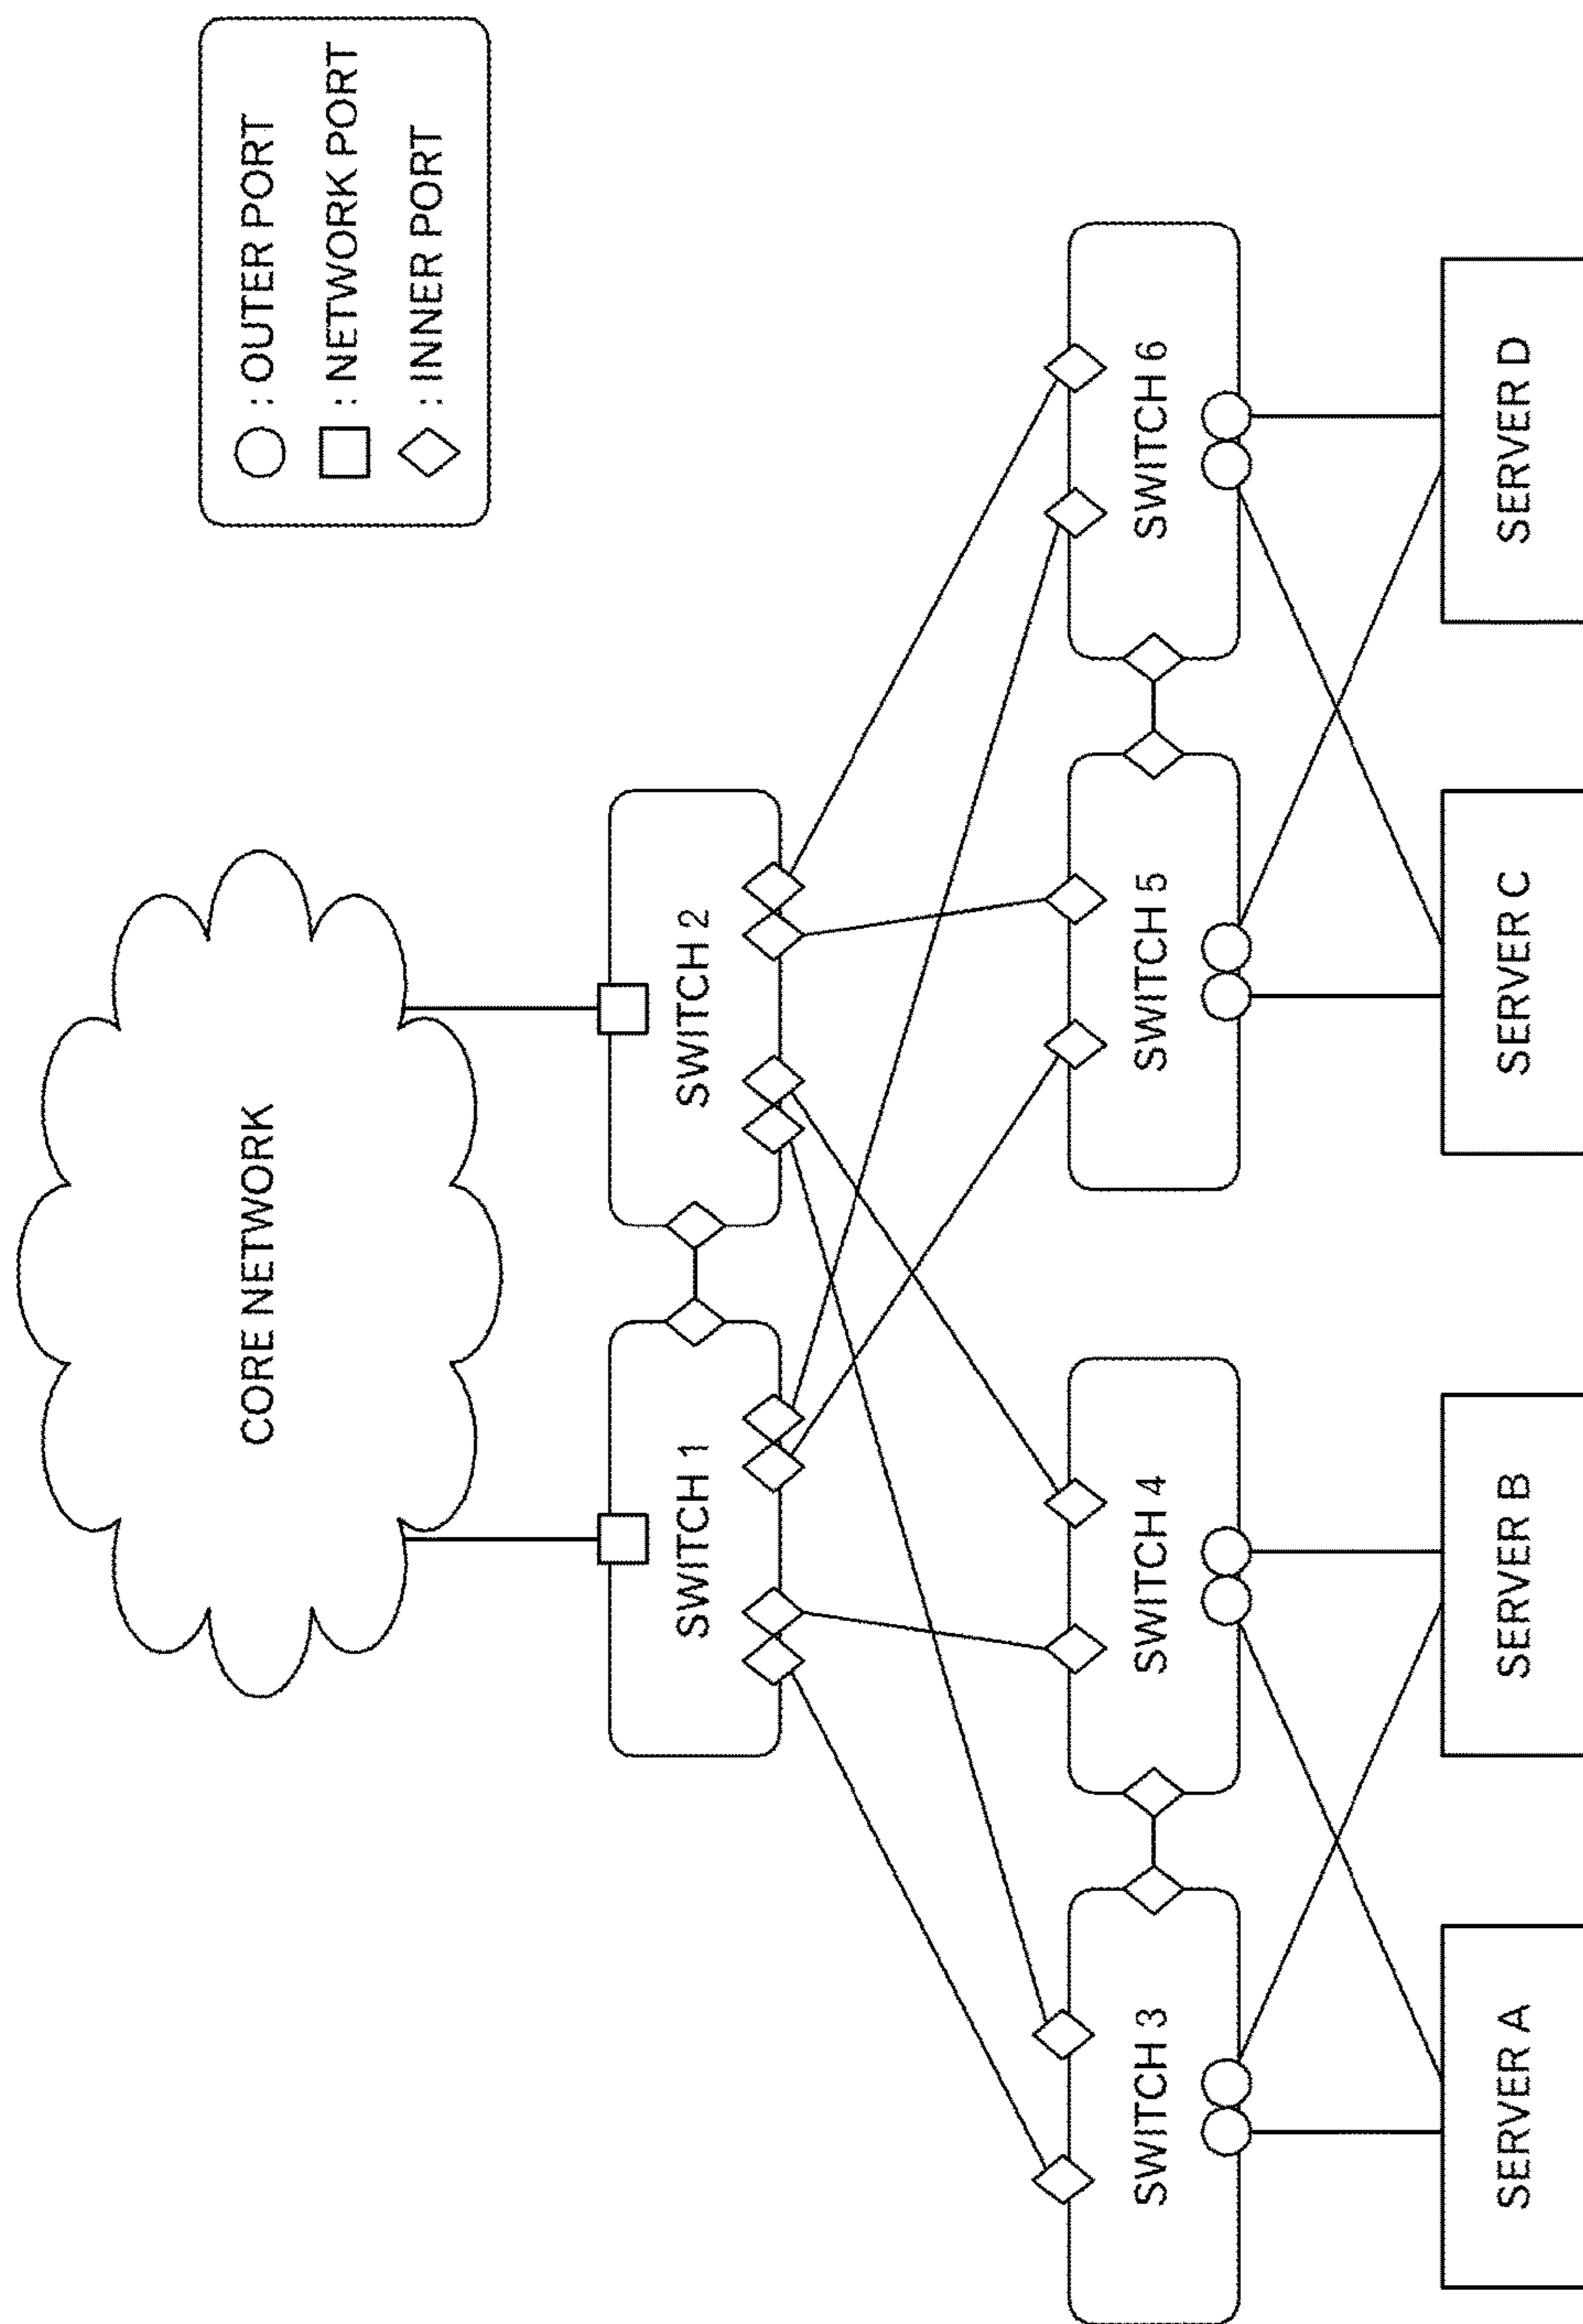 : OUTER PORT
: NETWORK PORT
: INNER PORT
CORE NETWORK
SWITCH 1
SWITCH 2
SWITCH 3
SWITCH 4
SWITCH 5
SWITCH 6
SERVER A
SERVER B
SERVER C
SERVER D